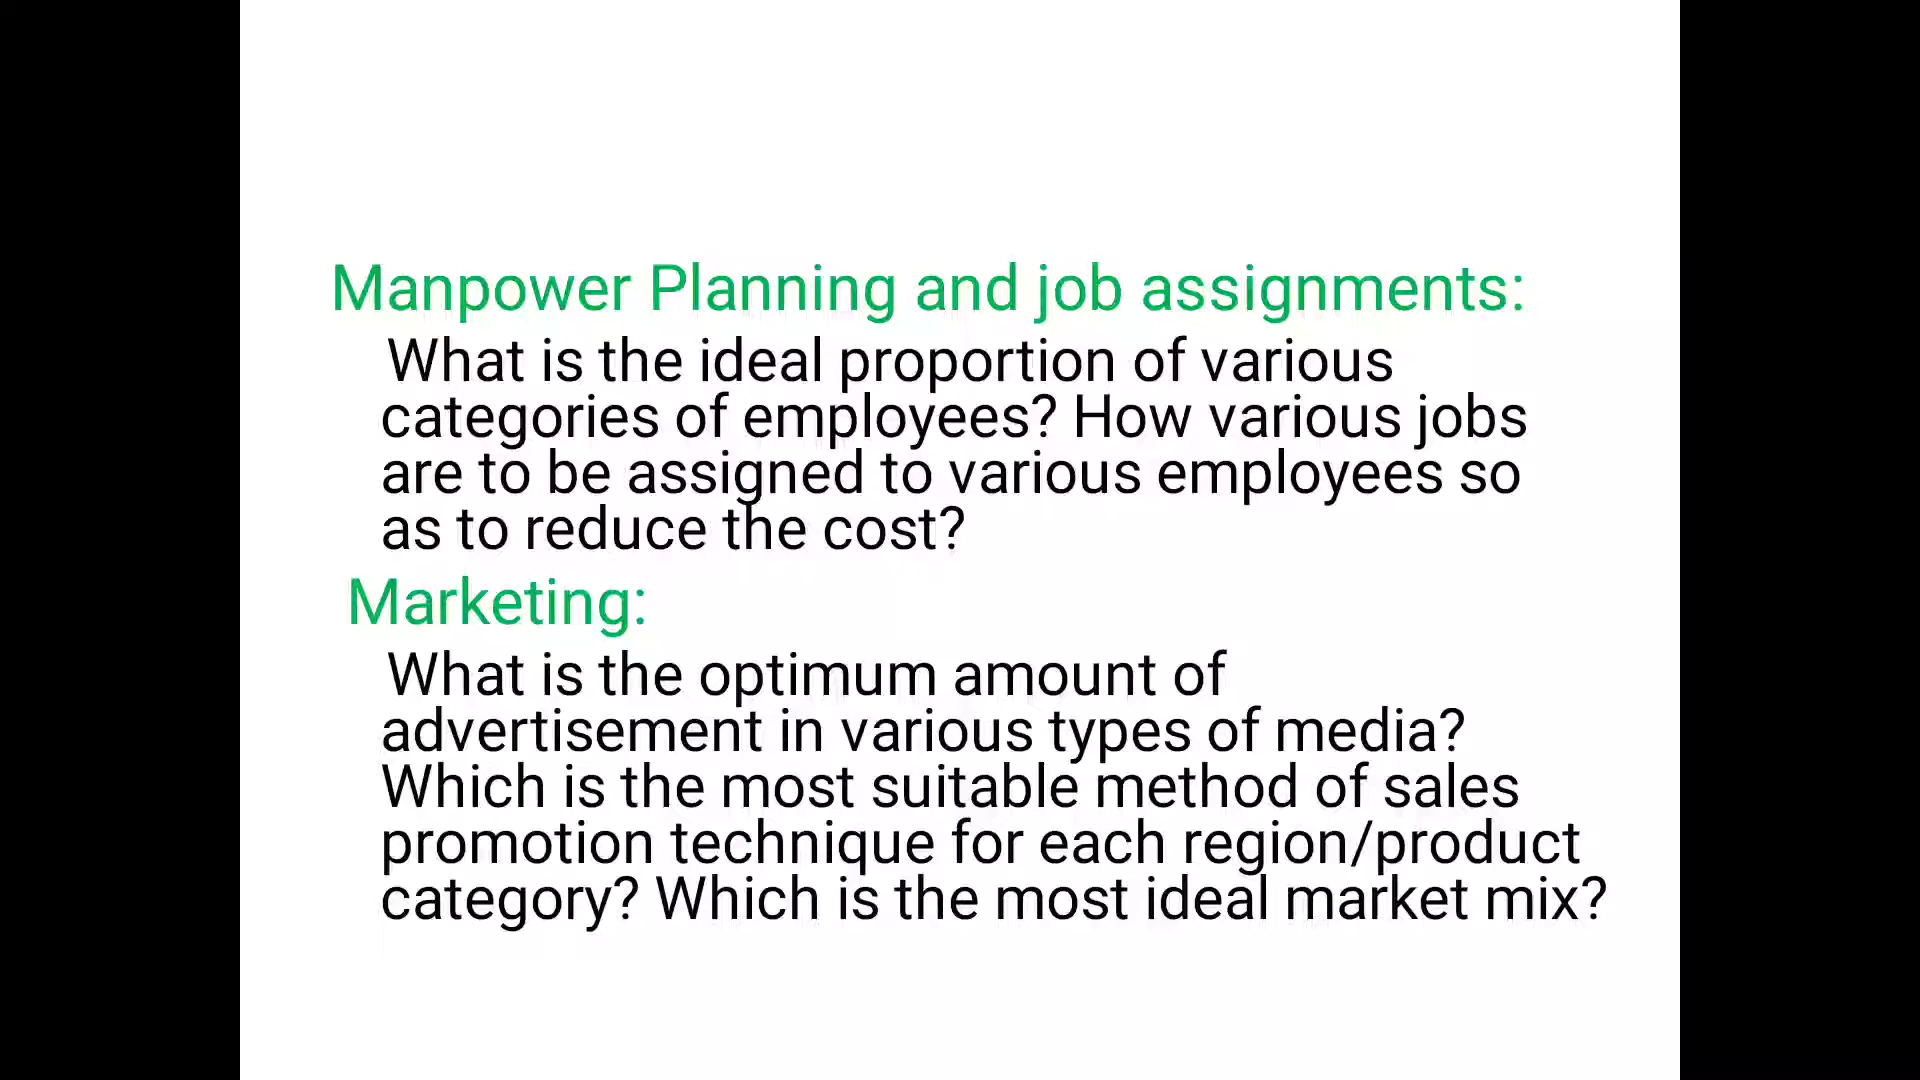 Manpower Planning and job assignments:
What is the ideal proportion of various
categories of employees? How various jobs
are to be assigned to various employees so
as to reduce the cost?
Marketing:
What is the optimum amount of
advertisement in various types of media?
Which is the most suitable method of sales
promotion technique for each region/product
category? Which is the most ideal market mix?